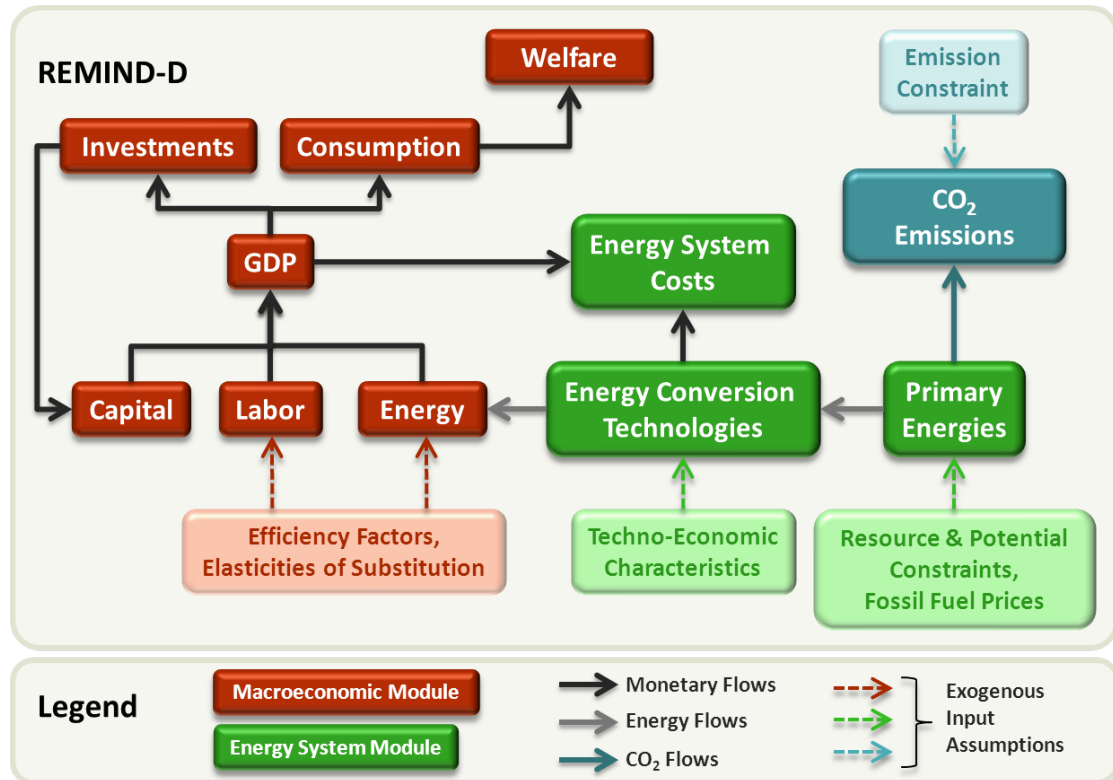 REMIND-D
Welfare
Emission
Constraint
Investments
Consumption
CO₂
Emissions
GDP
Energy System
Costs
Capital
Labor
Energy
Energy Conversion
Technologies
Primary
Energies
Efficiency Factors,
Elasticities of Substitution
Techno-Economic
Characteristics
Resource & Potential
Constraints,
Fossil Fuel Prices
Legend
Macroeconomic Module
Energy System Module
Monetary Flows
Energy Flows
CO₂ Flows
Exogenous
Input
Assumptions